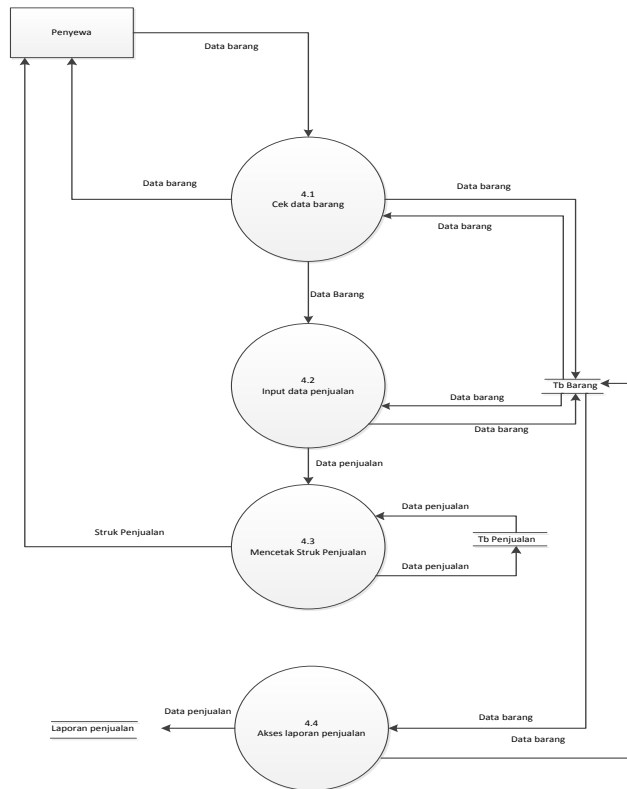 Penyewa
Data barang
Data barang
4.1
Cek data barang
Data barang
Data barang
Data Barang
4.2
Input data penjualan
Tb Barang
Data barang
Data barang
Data penjualan
Struk Penjualan
4.3
Mencetak Struk Penjualan
Data penjualan
Tb Penjualan
Data penjualan
4.4
Akses laporan penjualan
Data penjualan
Laporan penjualan
Data barang
Data barang